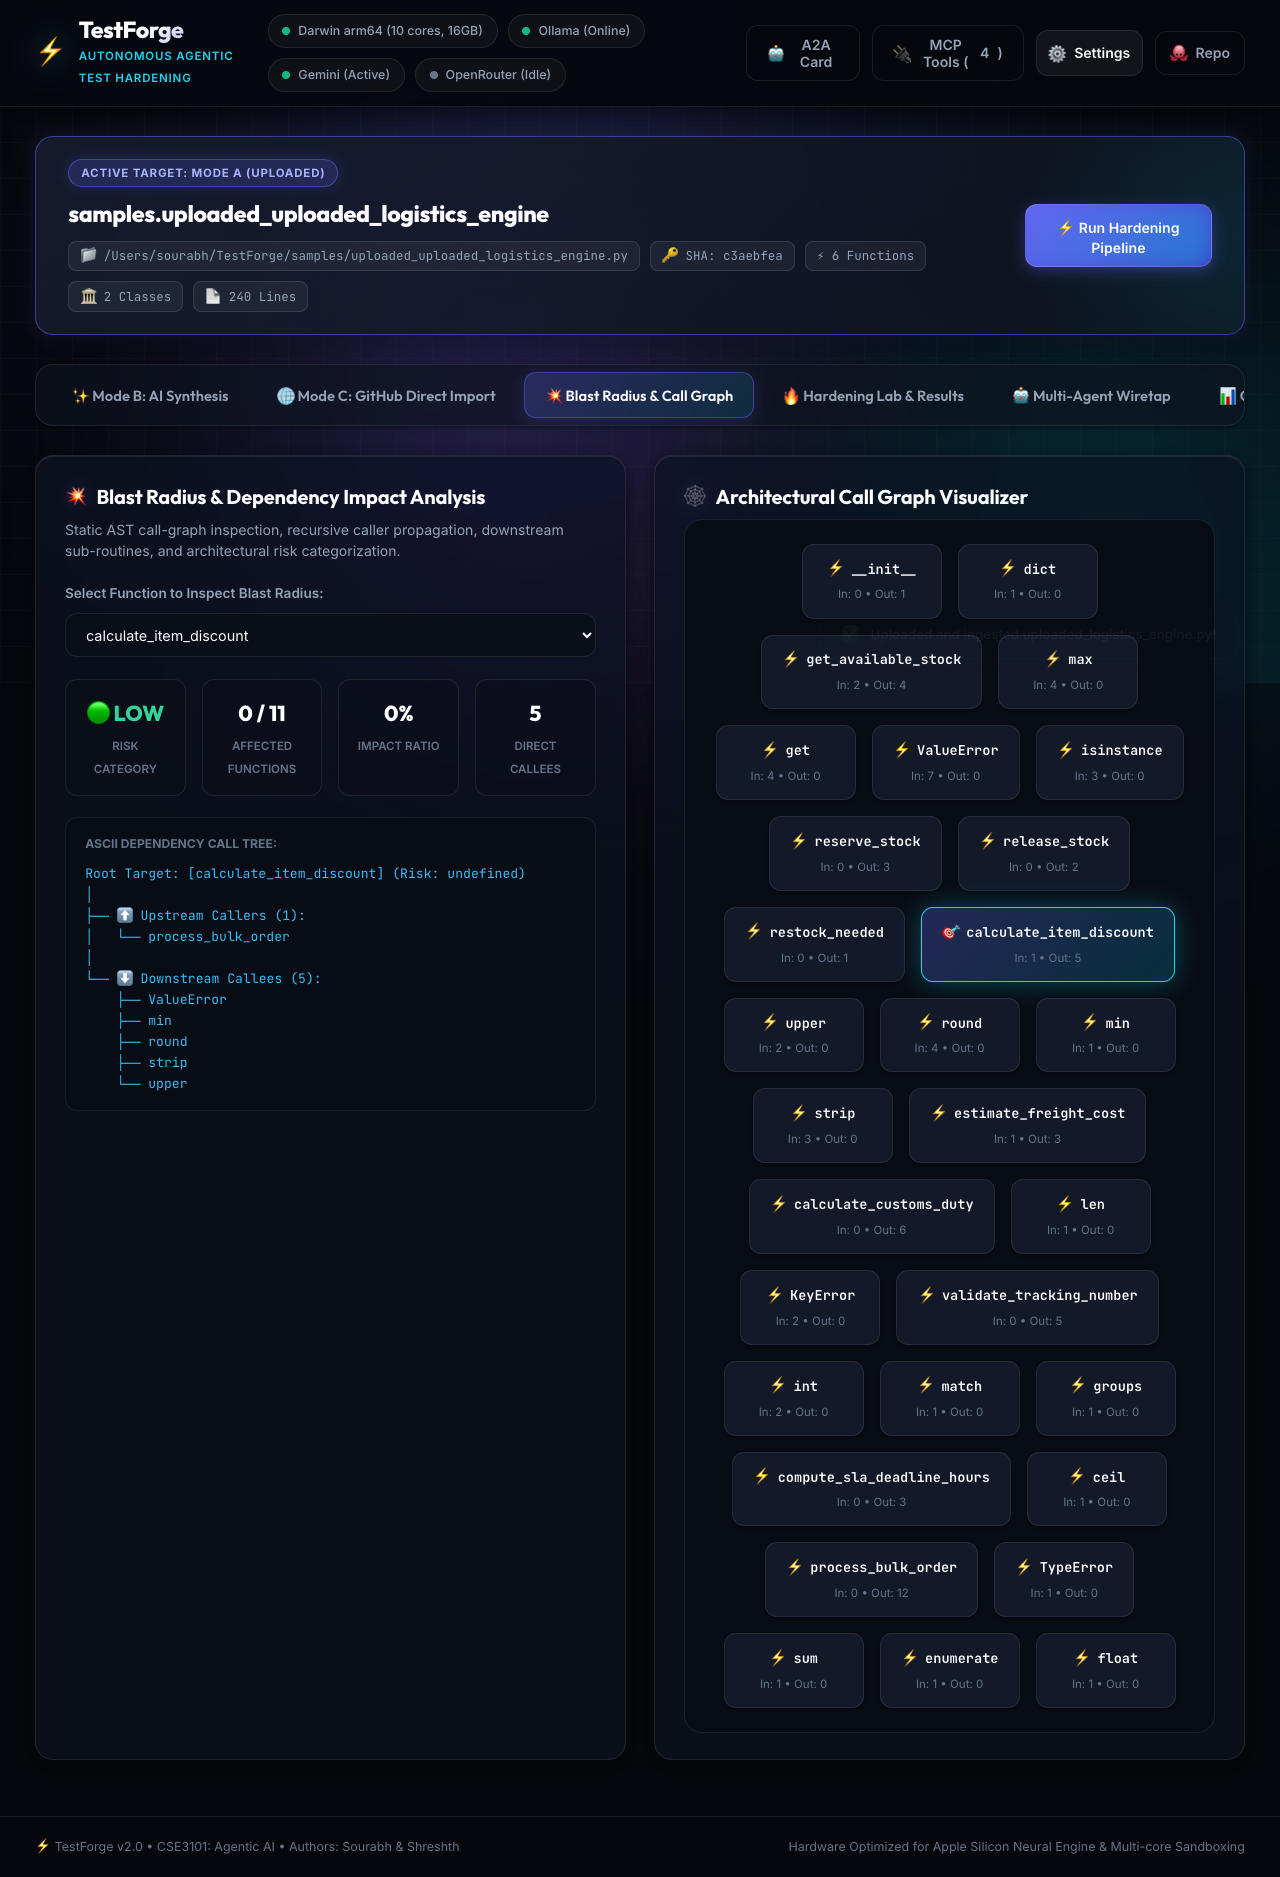 ⚡ TestForge
AUTONOMOUS AGENTIC
TEST HARDENING
Darwin arm64 (10 cores, 16GB)
Ollama (Online)
Gemini (Active)
OpenRouter (Idle)
🤖 A2A Card
🔌 MCP Tools ( 4 )
⚙️ Settings
🐙 Repo
ACTIVE TARGET: MODE A (UPLOADED)
samples.uploaded_uploaded_logistics_engine
📁 /Users/sourabh/TestForge/samples/uploaded_uploaded_logistics_engine.py
🔑 SHA: c3aebfea
⚡ 6 Functions
🏛️ 2 Classes
📄 240 Lines
⚡ Run Hardening
Pipeline
✨ Mode B: AI Synthesis
🌐 Mode C: GitHub Direct Import
💥 Blast Radius & Call Graph
🔥 Hardening Lab & Results
🤖 Multi-Agent Wiretap
📊
💥 Blast Radius & Dependency Impact Analysis
Static AST call-graph inspection, recursive caller propagation, downstream
sub-routines, and architectural risk categorization.
Select Function to Inspect Blast Radius:
calculate_item_discount
🟢 LOW
RISK
CATEGORY
0 / 11
AFFECTED
FUNCTIONS
0%
IMPACT RATIO
5
DIRECT
CALLEES
ASCII DEPENDENCY CALL TREE:
Root Target: [calculate_item_discount] (Risk: undefined)
│
├── ⬆️ Upstream Callers (1):
│   └── process_bulk_order
│
└── ⬇️ Downstream Callees (5):
    ├── ValueError
    ├── min
    ├── round
    ├── strip
    └── upper
🕸️ Architectural Call Graph Visualizer
⚡ __init__
In: 0 • Out: 1
⚡ dict
In: 1 • Out: 0
✅ Uploaded and ingested uploaded_logistics_engine.py!
⚡ get_available_stock
In: 2 • Out: 4
⚡ max
In: 4 • Out: 0
⚡ get
In: 4 • Out: 0
⚡ ValueError
In: 7 • Out: 0
⚡ isinstance
In: 3 • Out: 0
⚡ reserve_stock
In: 0 • Out: 3
⚡ release_stock
In: 0 • Out: 2
⚡ restock_needed
In: 0 • Out: 1
🎯 calculate_item_discount
In: 1 • Out: 5
⚡ upper
In: 2 • Out: 0
⚡ round
In: 4 • Out: 0
⚡ min
In: 1 • Out: 0
⚡ strip
In: 3 • Out: 0
⚡ estimate_freight_cost
In: 1 • Out: 3
⚡ calculate_customs_duty
In: 0 • Out: 6
⚡ len
In: 1 • Out: 0
⚡ KeyError
In: 2 • Out: 0
⚡ validate_tracking_number
In: 0 • Out: 5
⚡ int
In: 2 • Out: 0
⚡ match
In: 1 • Out: 0
⚡ groups
In: 1 • Out: 0
⚡ compute_sla_deadline_hours
In: 0 • Out: 3
⚡ ceil
In: 1 • Out: 0
⚡ process_bulk_order
In: 0 • Out: 12
⚡ TypeError
In: 1 • Out: 0
⚡ sum
In: 1 • Out: 0
⚡ enumerate
In: 1 • Out: 0
⚡ float
In: 1 • Out: 0
⚡ TestForge v2.0 • CSE3101: Agentic AI • Authors: Sourabh & Shreshth
Hardware Optimized for Apple Silicon Neural Engine & Multi-core Sandboxing